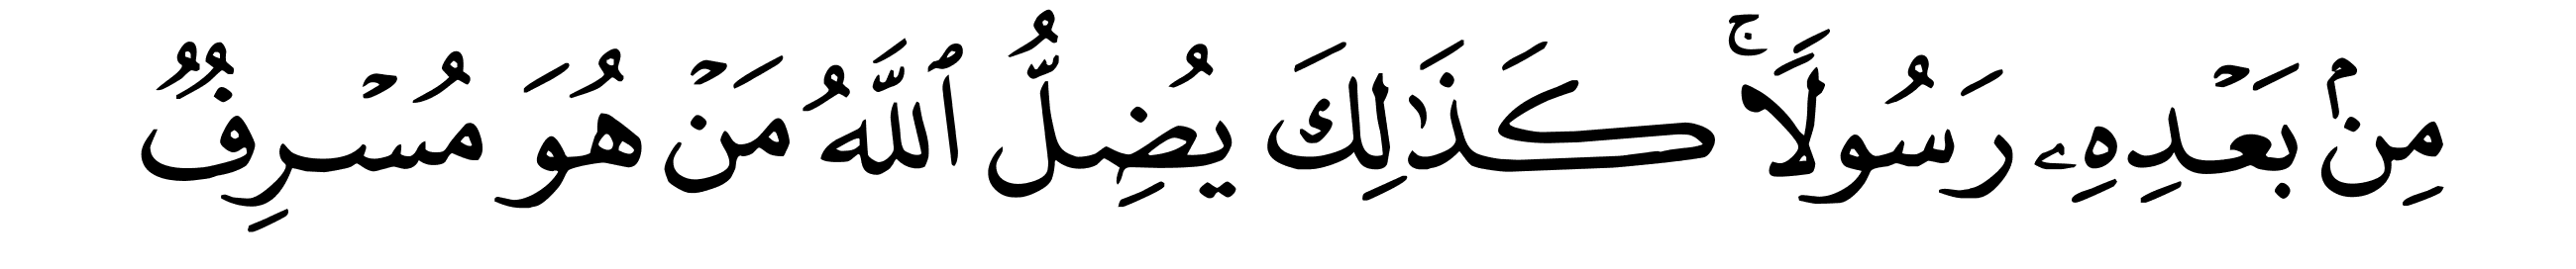 مِنۢ بَعۡدِهِۦ رَسُولٗاۚ كَذَٰلِكَ يُضِلُّ ٱللَّهُ مَنۡ هُوَ مُسۡرِفٞ